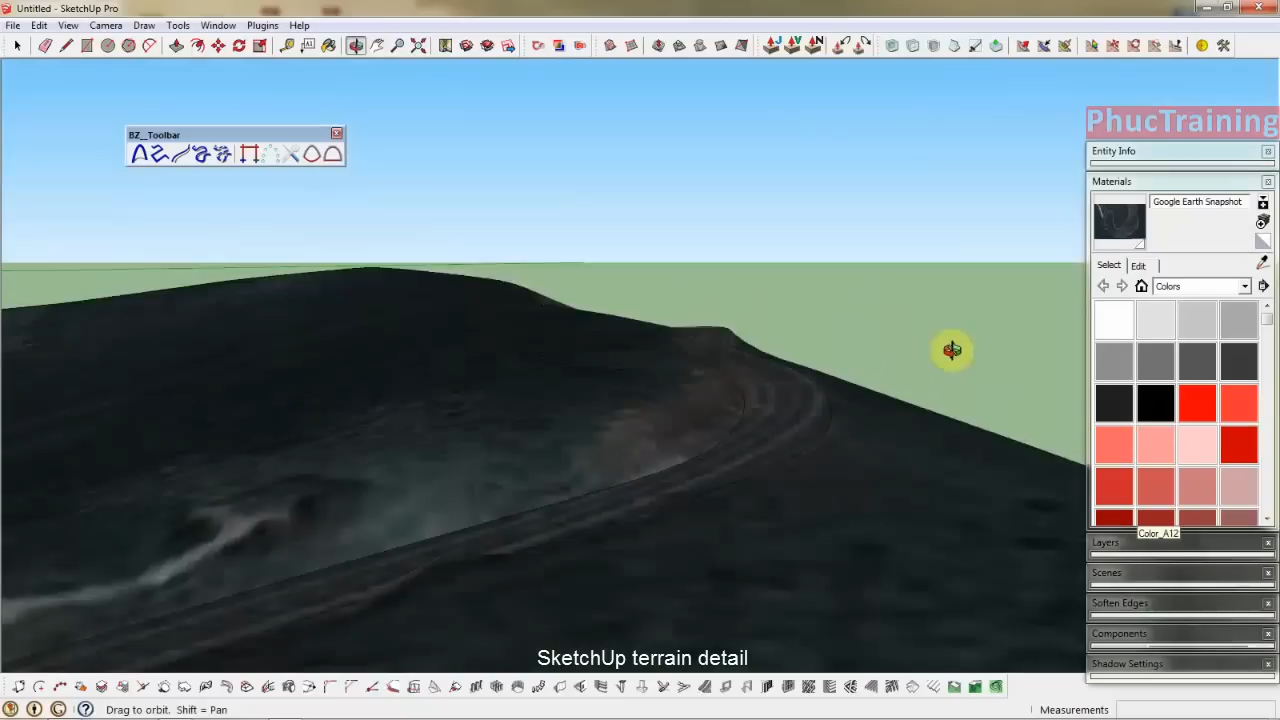 Untitled - SketchUp Pro
File Edit View Camera Draw Tools Window Plugins Help
PhucTraining
BZ__Toolbar
Entity Info
Materials
Google Earth Snapshot
Select Edit
Colors
Color_A12
Layers
Scenes
Soften Edges
Components
Shadow Settings
SketchUp terrain detail
Drag to orbit. Shift = Pan
Measurements